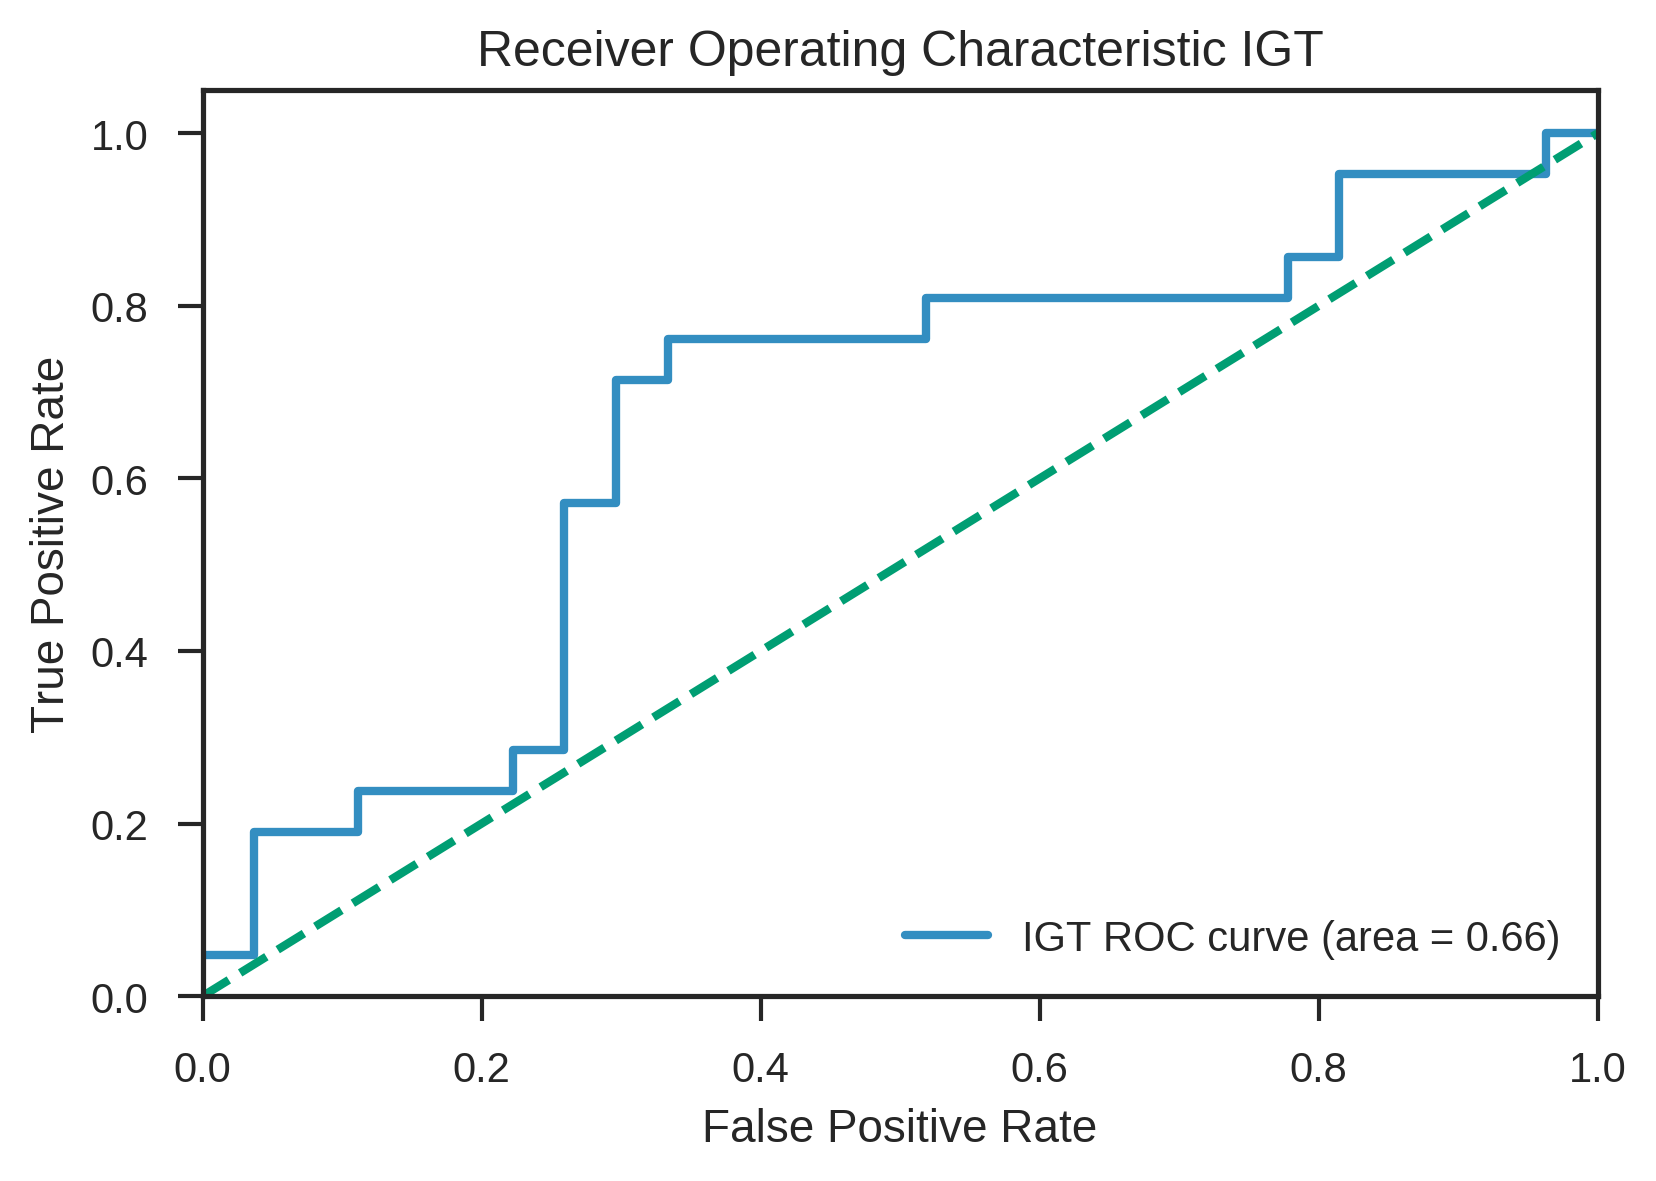 Receiver Operating Characteristic IGT
1.0
0.8
0.6
0.4
0.2
0.0
True Positive Rate
IGT ROC curve (area = 0.66)
0.0 0.2 0.4 0.6 0.8 1.0
False Positive Rate